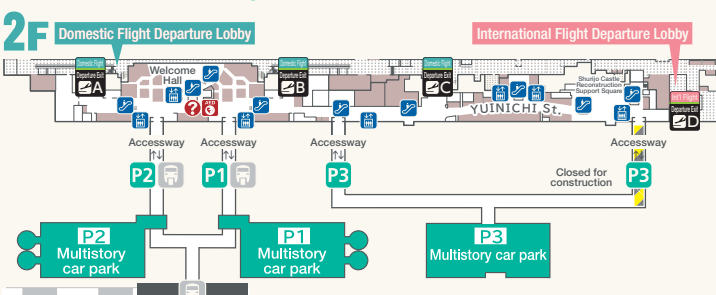 2F
Domestic Flight Departure Lobby
International Flight Departure Lobby
Domestic Flight
Departure Exit
A
Welcome
Hall
Domestic Flight
Departure Exit
B
Domestic Flight
Departure Exit
C
Shurijo Castle
Reconstruction
Support Square
Int'l Flight
Departure Exit
D
? AED
YUINICHI St.
Accessway
Accessway
Accessway
Accessway
P2
P1
P3
Closed for
construction
P3
P2
Multistory
car park
P1
Multistory
car park
P3
Multistory car park